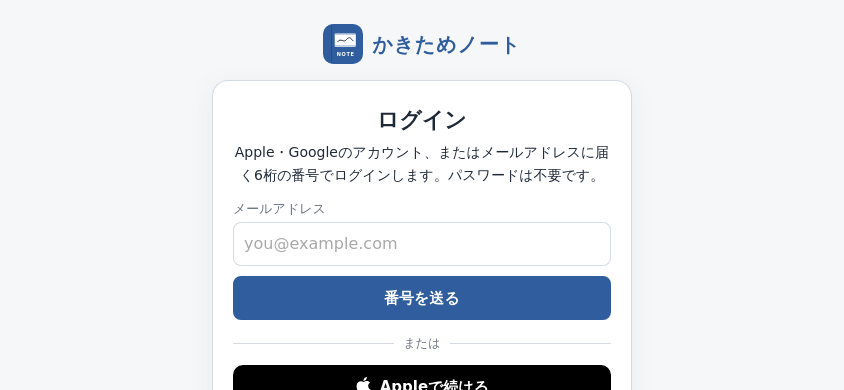 NOTE
かきためノート
ログイン
Apple・Googleのアカウント、またはメールアドレスに届
く6桁の番号でログインします。パスワードは不要です。
メールアドレス
you@example.com
番号を送る
または
Appleで続ける